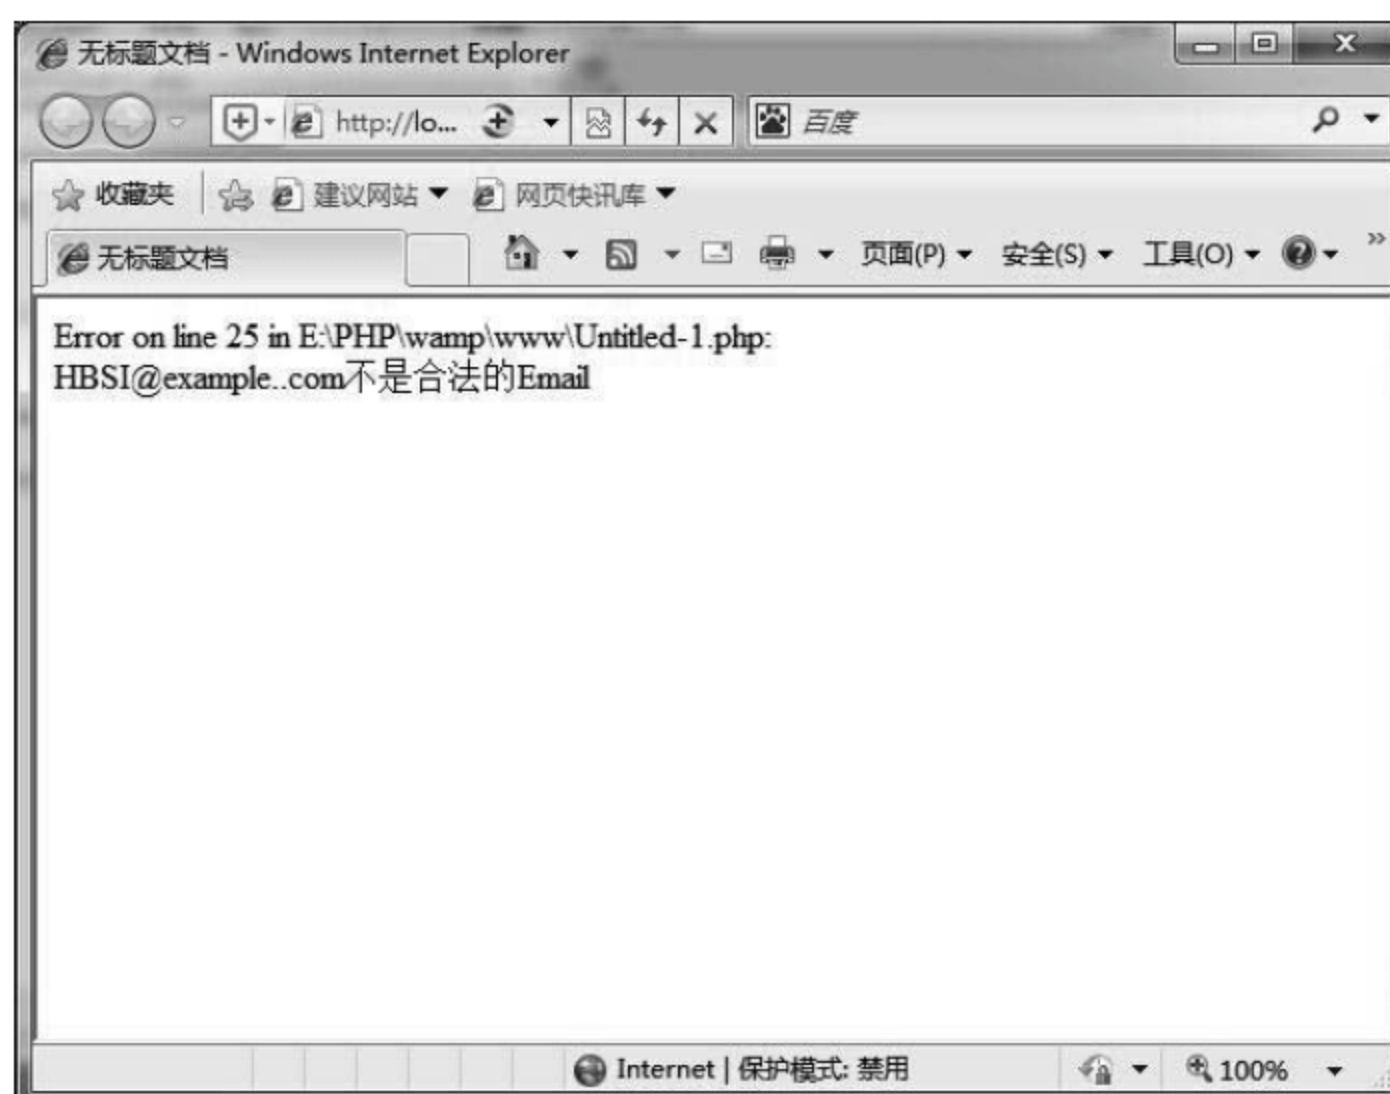 无标题文档 - Windows Internet Explorer
http://lo... 百度
收藏夹 建议网站 网页快讯库
无标题文档 页面(P) 安全(S) 工具(O) »
Error on line 25 in E:\PHP\wamp\www\Untitled-1.php:
HBSI@example..com不是合法的Email
Internet | 保护模式: 禁用 100%